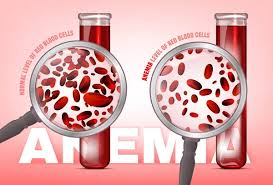 NORMAL LEVEL OF RED BLOOD CELLS
ANEMIA LEVEL OF RED BLOOD CELLS
ANEMIA